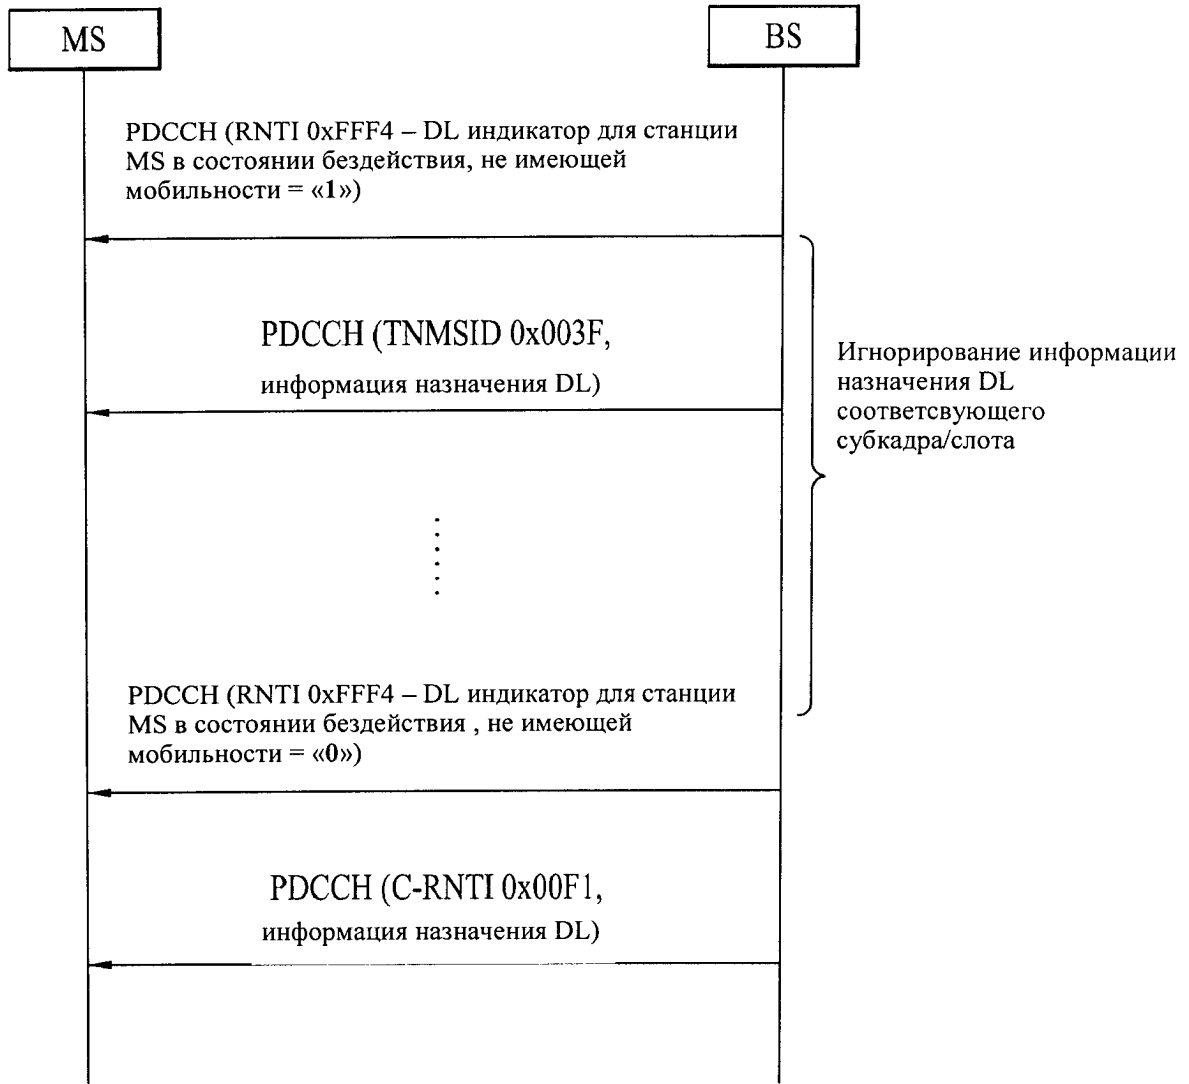 MS
BS
PDCCH (RNTI 0xFFF4 – DL индикатор для станции
MS в состоянии бездействия, не имеющей
мобильности = «1»)
PDCCH (TNMSID 0x003F,
информация назначения DL)
Игнорирование информации
назначения DL
соответсвующего
субкадра/слота
PDCCH (RNTI 0xFFF4 – DL индикатор для станции
MS в состоянии бездействия , не имеющей
мобильности = «0»)
PDCCH (C-RNTI 0x00F1,
информация назначения DL)